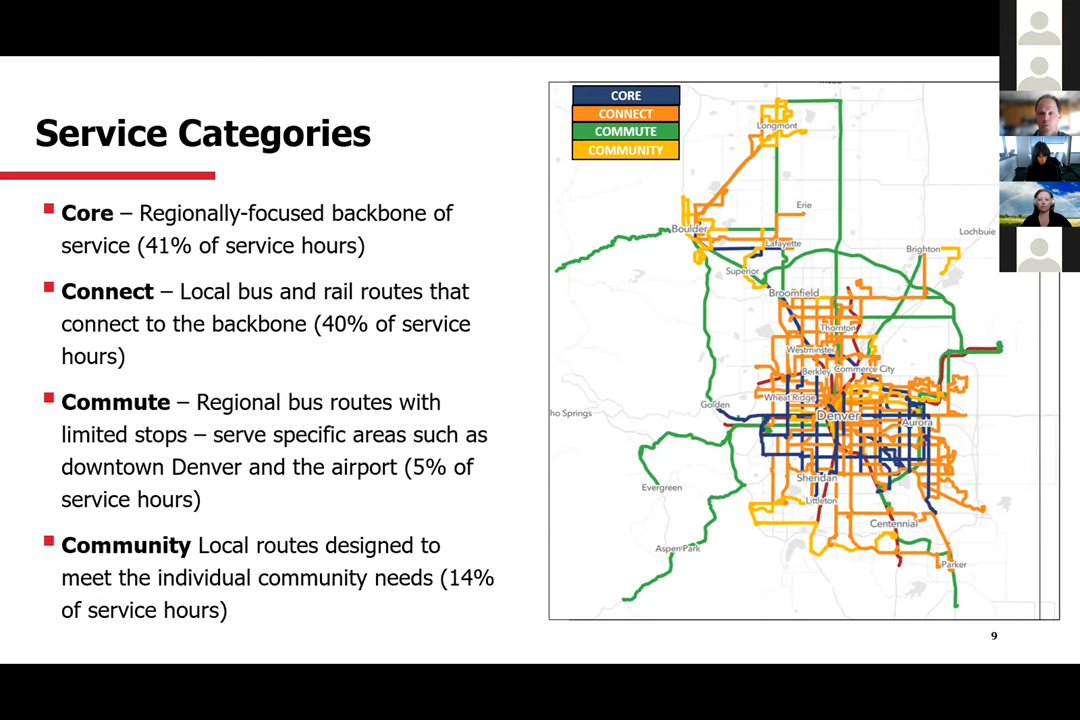 Service Categories
Core – Regionally-focused backbone of
service (41% of service hours)
Connect – Local bus and rail routes that
connect to the backbone (40% of service
hours)
Commute – Regional bus routes with
limited stops – serve specific areas such as
downtown Denver and the airport (5% of
service hours)
Community Local routes designed to
meet the individual community needs (14%
of service hours)
CORE
CONNECT
COMMUTE
COMMUNITY
Longmont
Erie
Boulder
Lochbuie
Lafayette
Brighton
Superior
Broomfield
Thornton
Westminster
Berkley
Commerce City
Wheat Ridge
Golden
ho Springs
Denver
Aurora
Sheridan
Evergreen
Littleton
Centennial
Aspen Park
Parker
9